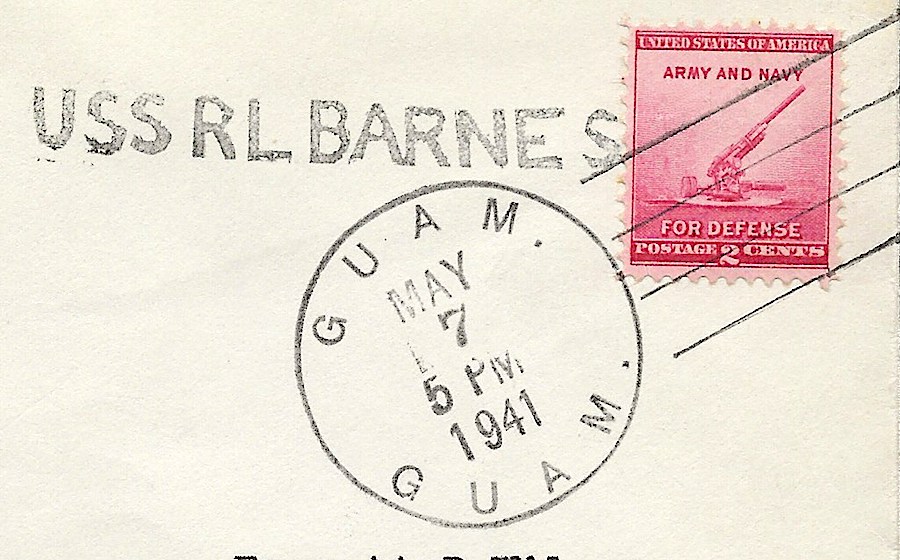 USS RL BARNES
UNITED STATES OF AMERICA
ARMY AND NAVY
FOR DEFENSE
POSTAGE 2 CENTS
GUAM.
MAY
7
5 PM
1941
GUAM.